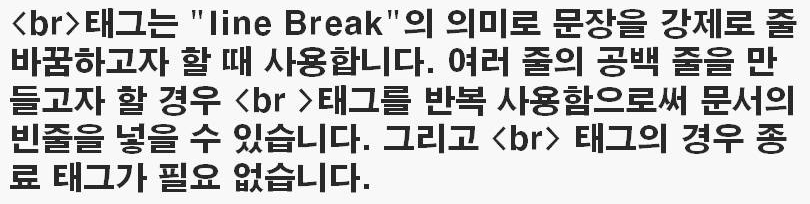 <br>태그는 "line Break"의 의미로 문장을 강제로 줄
바꿈하고자 할 때 사용합니다. 여러 줄의 공백 줄을 만
들고자 할 경우 <br >태그를 반복 사용함으로써 문서의
빈줄을 넣을 수 있습니다. 그리고 <br> 태그의 경우 종
료 태그가 필요 없습니다.